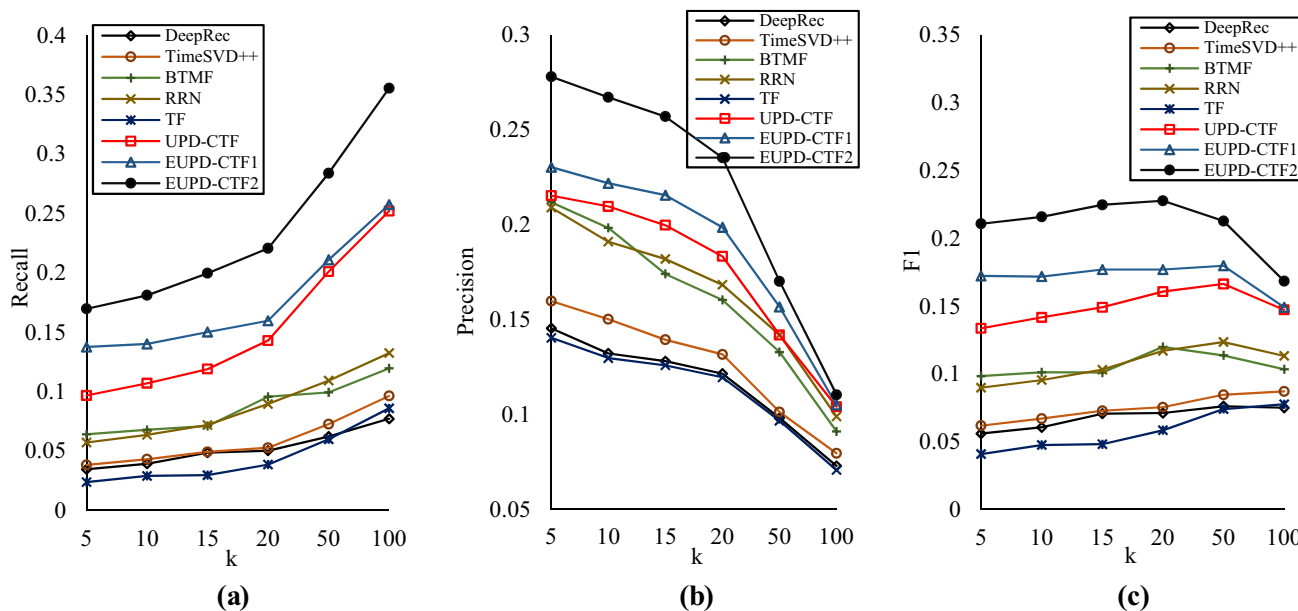 0.4
0.35
0.3
0.25
0.2
0.15
0.1
0.05
0
Recall
DeepRec
TimeSVD++
BTMF
RRN
TF
UPD-CTF
EUPD-CTF1
EUPD-CTF2
5 10 15 20 50 100
k
(a)
0.3
0.25
0.2
0.15
0.1
0.05
Precision
DeepRec
TimeSVD++
BTMF
RRN
TF
UPD-CTF
EUPD-CTF1
EUPD-CTF2
5 10 15 20 50 100
k
(b)
0.35
0.3
0.25
0.2
0.15
0.1
0.05
0
F1
DeepRec
TimeSVD++
BTMF
RRN
TF
UPD-CTF
EUPD-CTF1
EUPD-CTF2
5 10 15 20 50 100
k
(c)